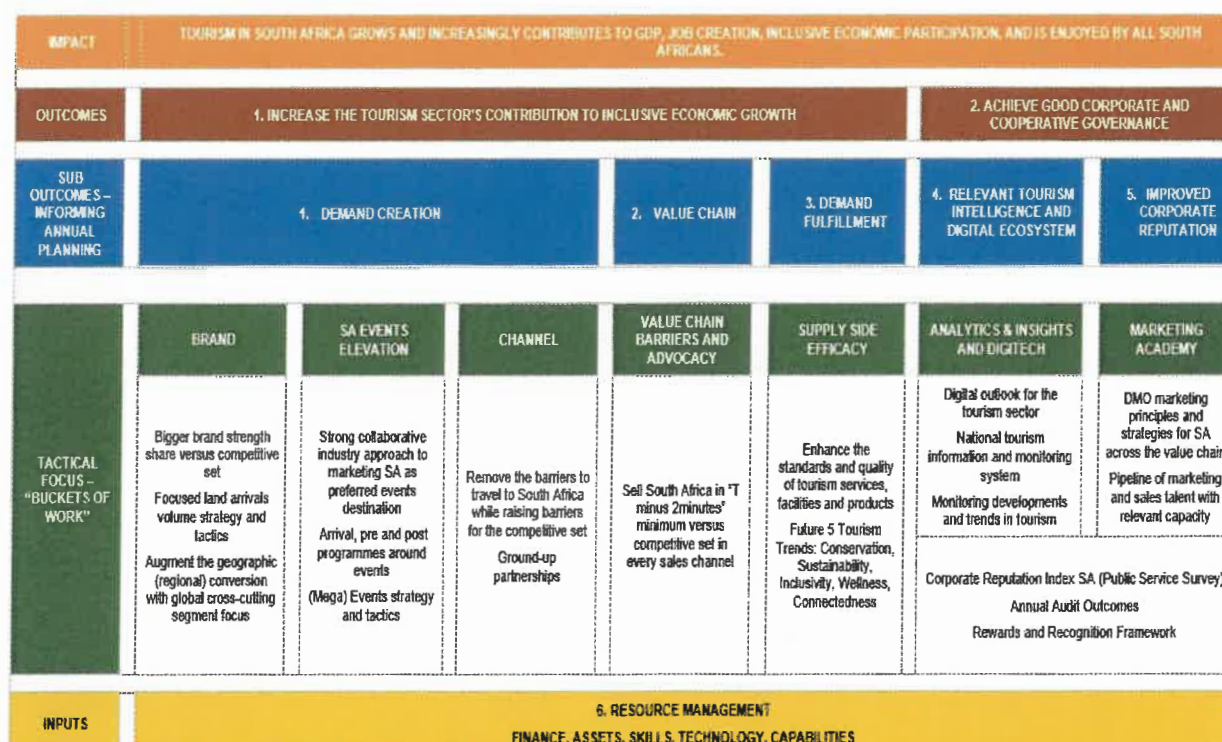 IMPACT
TOURISM IN SOUTH AFRICA GROWS AND INCREASINGLY CONTRIBUTES TO GDP, JOB CREATION, INCLUSIVE ECONOMIC PARTICIPATION, AND IS ENJOYED BY ALL SOUTH
AFRICANS.
OUTCOMES
1. INCREASE THE TOURISM SECTOR'S CONTRIBUTION TO INCLUSIVE ECONOMIC GROWTH
2. ACHIEVE GOOD CORPORATE AND
COOPERATIVE GOVERNANCE
SUB
OUTCOMES –
INFORMING
ANNUAL
PLANNING
1. DEMAND CREATION
2. VALUE CHAIN
3. DEMAND
FULFILLMENT
4. RELEVANT TOURISM
INTELLIGENCE AND
DIGITAL ECOSYSTEM
5. IMPROVED
CORPORATE
REPUTATION
TACTICAL
FOCUS –
"BUCKETS OF
WORK"
BRAND
Bigger brand strength
share versus competitive
set
Focused land arrivals
volume strategy and
tactics
Augment the geographic
(regional) conversion
with global cross-cutting
segment focus
SA EVENTS
ELEVATION
Strong collaborative
industry approach to
marketing SA as
preferred events
destination
Arrival, pre and post
programmes around
events
(Mega) Events strategy
and tactics
CHANNEL
Remove the barriers to
travel to South Africa
while raising barriers
for the competitive set
Ground-up
partnerships
VALUE CHAIN
BARRIERS AND
ADVOCACY
Sell South Africa in "T
minus 2minutes"
minimum versus
competitive set in
every sales channel
SUPPLY SIDE
EFFICACY
Enhance the
standards and quality
of tourism services,
facilities and products
Future 5 Tourism
Trends: Conservation,
Sustainability,
Inclusivity, Wellness,
Connectedness
ANALYTICS & INSIGHTS
AND DIGITECH
Digital outlook for the
tourism sector
National tourism
information and monitoring
system
Monitoring developments
and trends in tourism
MARKETING
ACADEMY
DMO marketing
principles and
strategies for SA
across the value chain
Pipeline of marketing
and sales talent with
relevant capacity
Corporate Reputation Index SA (Public Service Survey)
Annual Audit Outcomes
Rewards and Recognition Framework
INPUTS
6. RESOURCE MANAGEMENT
FINANCE, ASSETS, SKILLS, TECHNOLOGY, CAPABILITIES